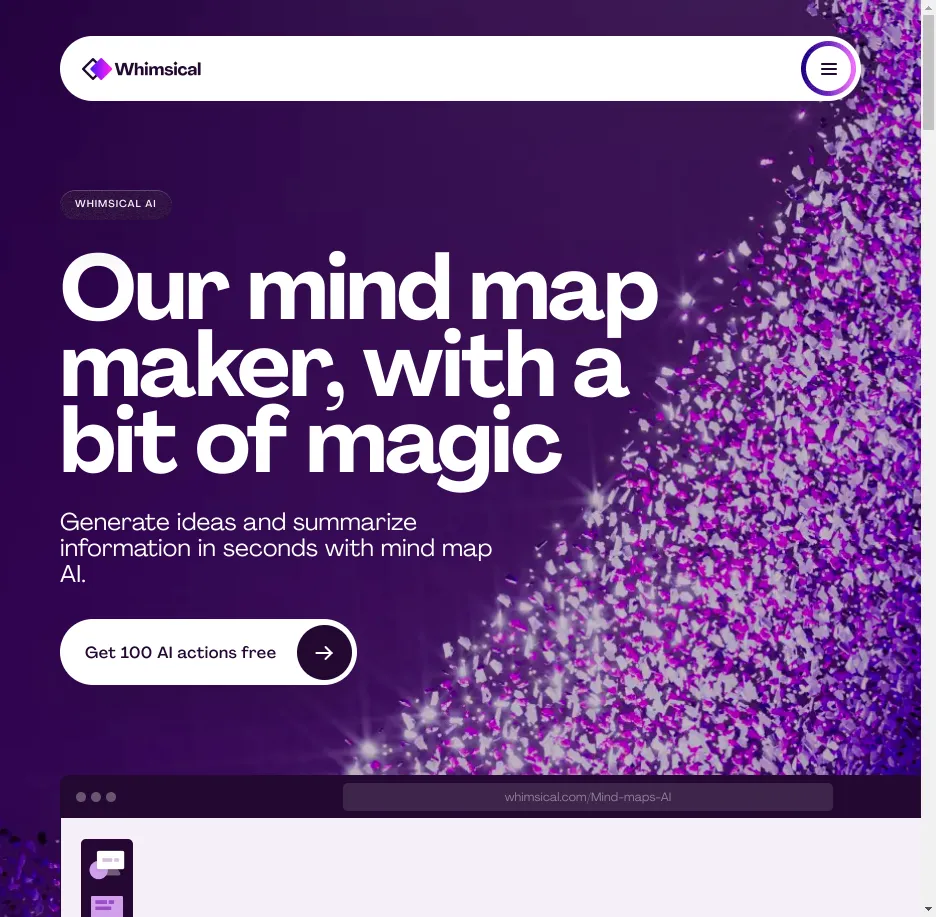 Whimsical
WHIMSICAL AI
Our mind map
maker, with a
bit of magic
Generate ideas and summarize
information in seconds with mind map
AI.
Get 100 AI actions free
whimsical.com/Mind-maps-AI